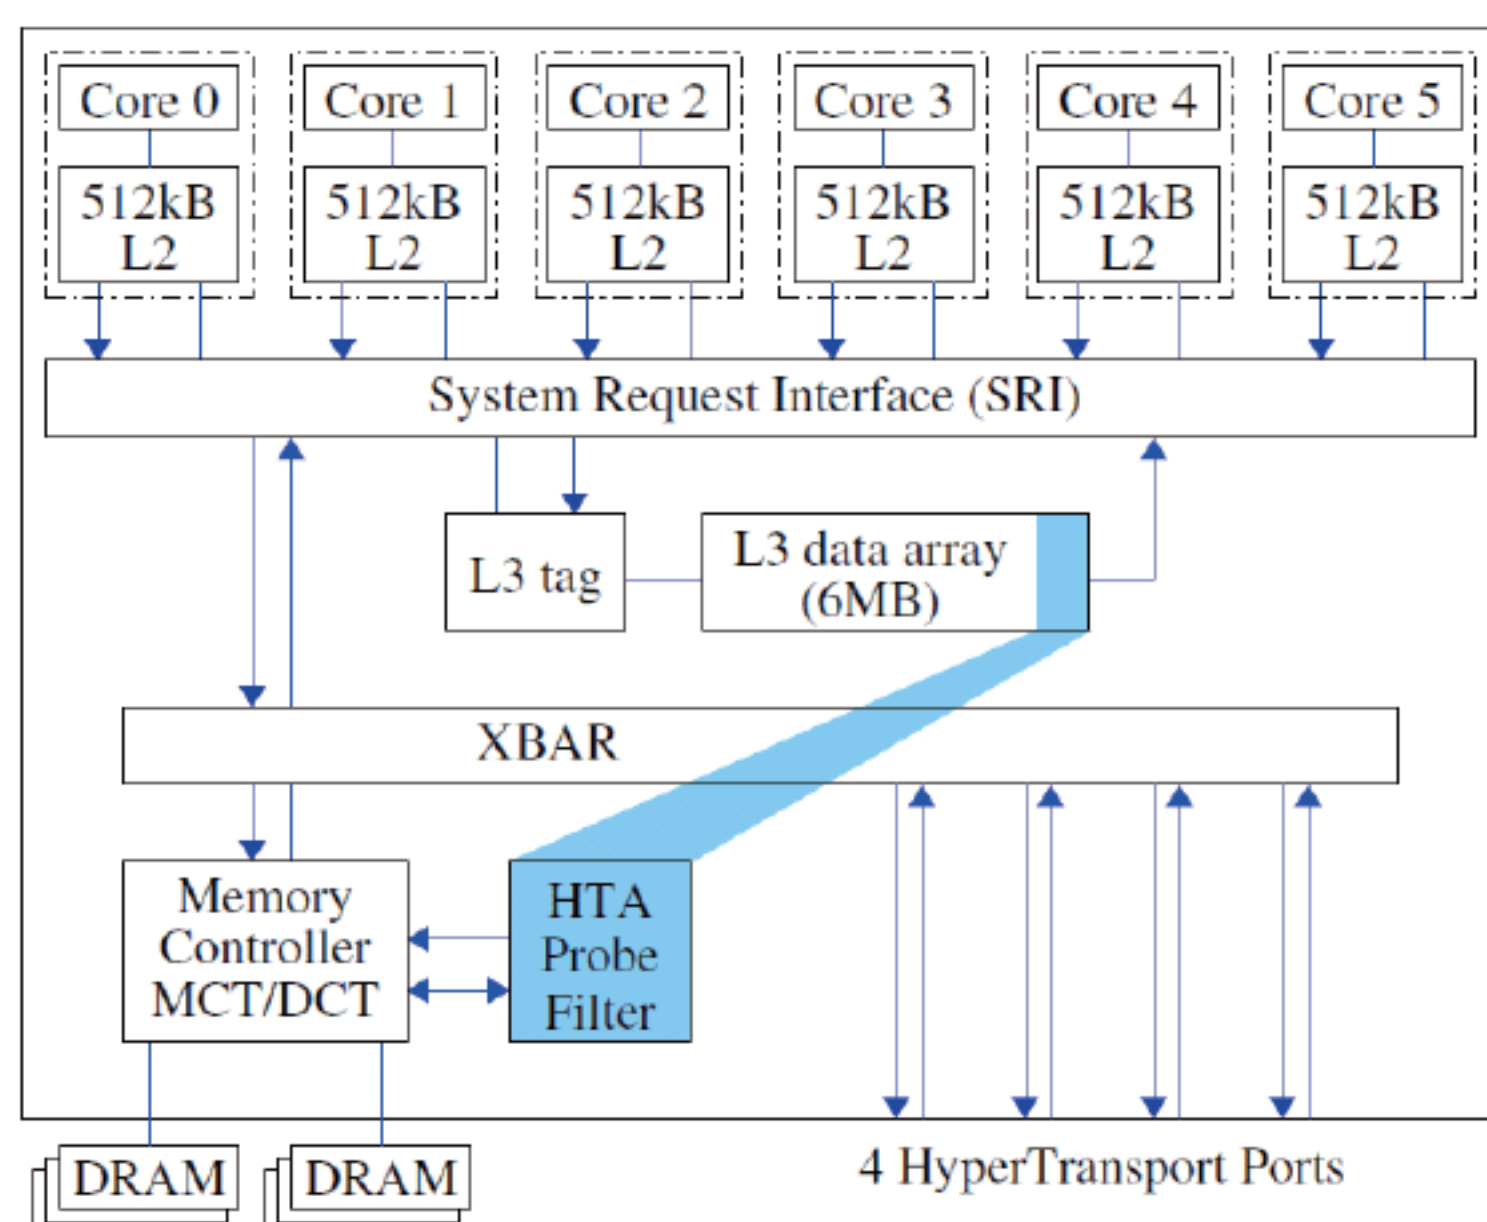 Core 0
Core 1
Core 2
Core 3
Core 4
Core 5
512kB
L2
512kB
L2
512kB
L2
512kB
L2
512kB
L2
512kB
L2
System Request Interface (SRI)
L3 tag
L3 data array
(6MB)
XBAR
Memory
Controller
MCT/DCT
HTA
Probe
Filter
DRAM
DRAM
4 HyperTransport Ports